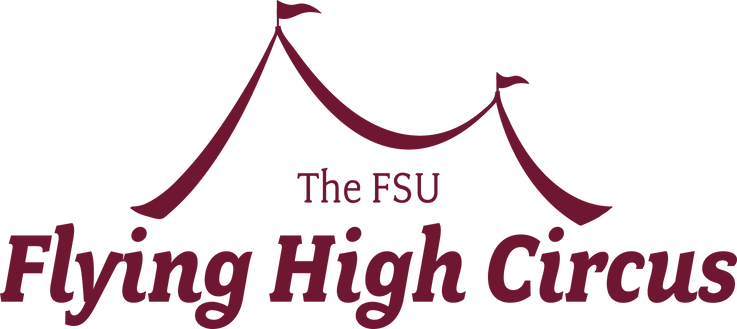 The FSU
Flying High Circus